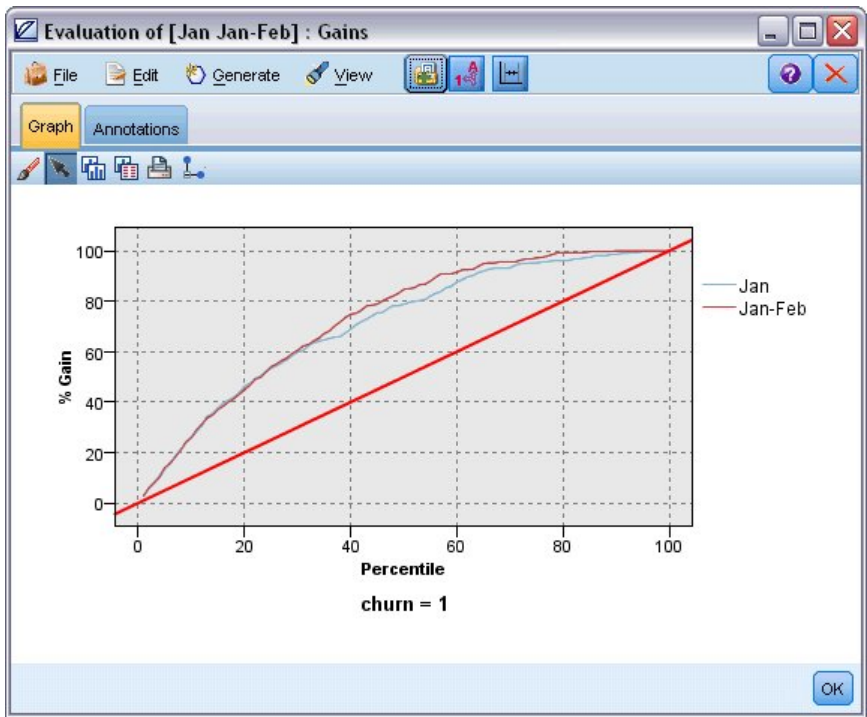 Evaluation of [Jan Jan-Feb] : Gains
File Edit Generate View
Graph Annotations
100
80
60
40
20
0
% Gain
Jan
Jan-Feb
0 20 40 60 80 100
Percentile
churn = 1
OK